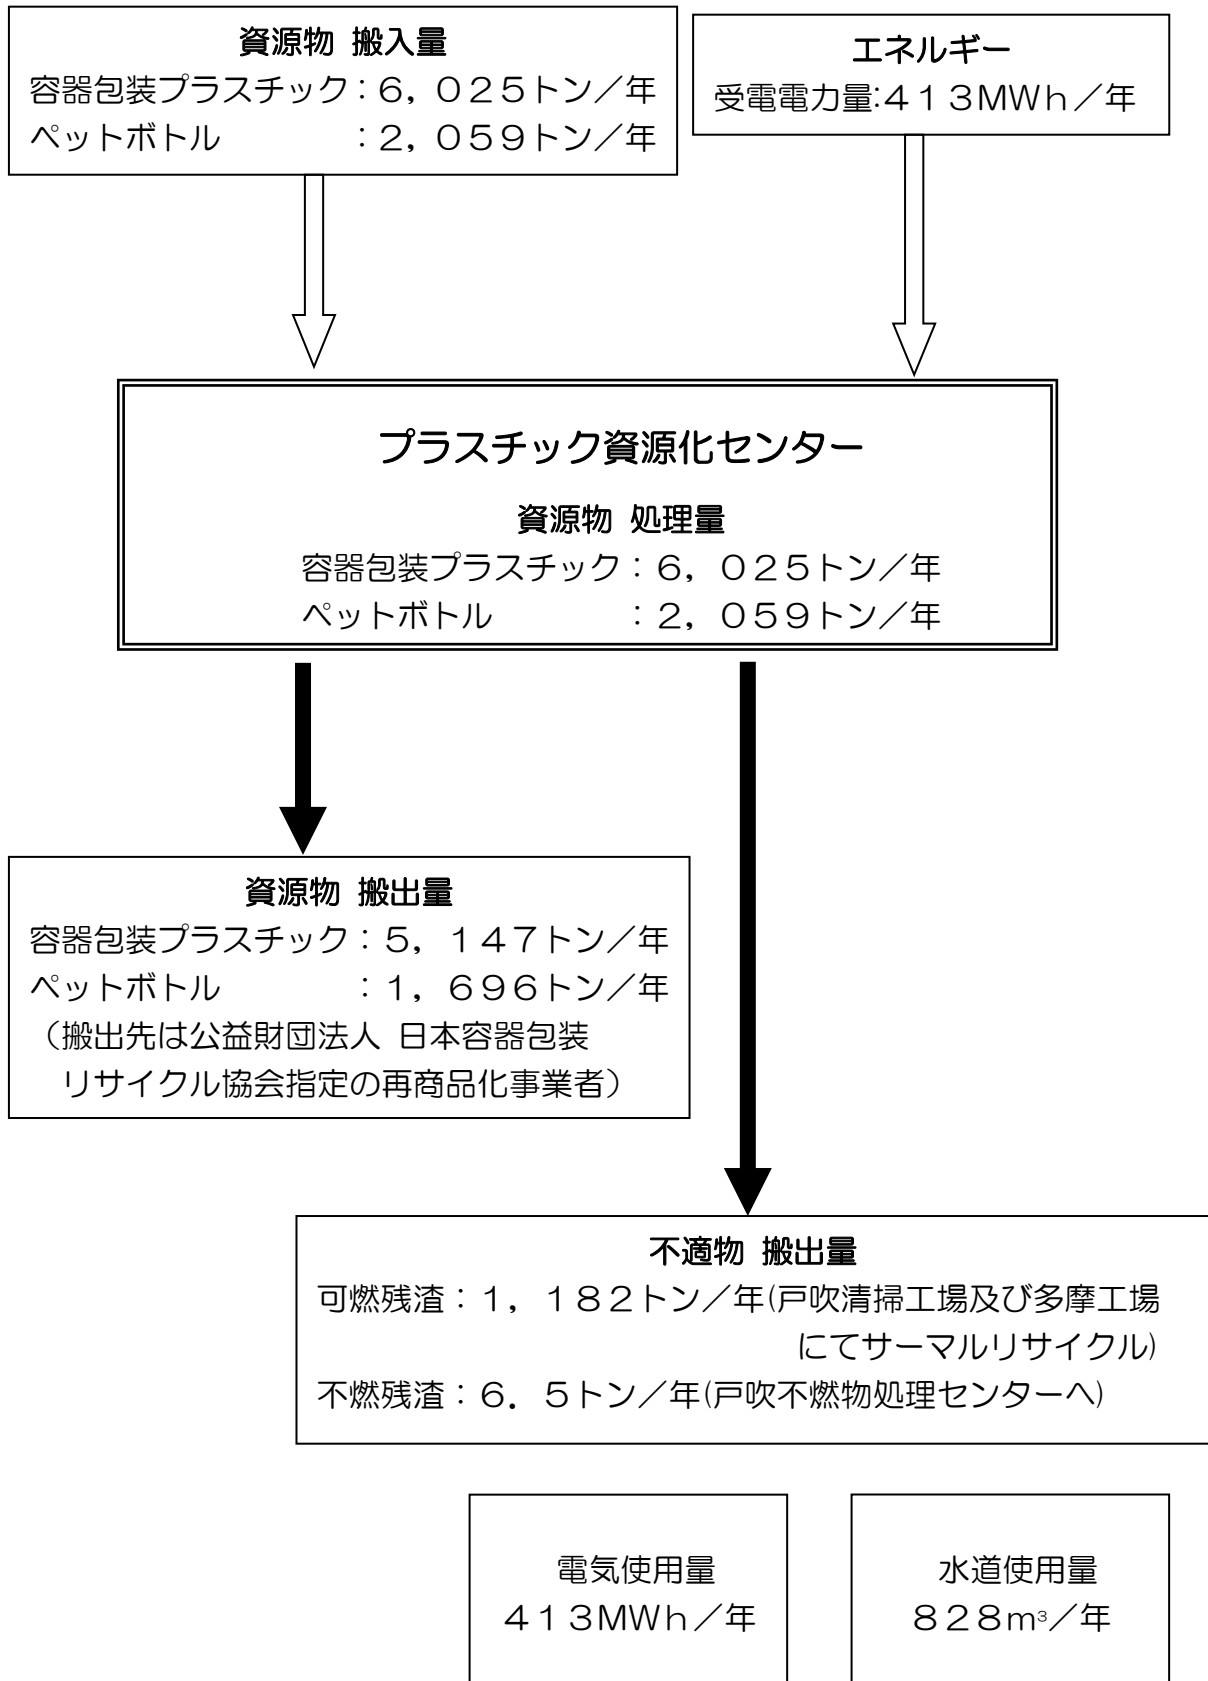 資源物 搬入量
容器包装プラスチック：６，０２５トン／年
ペットボトル　　　　：２，０５９トン／年
エネルギー
受電電力量:４１３MWｈ／年
プラスチック資源化センター
資源物 処理量
容器包装プラスチック：６，０２５トン／年
ペットボトル　　　　：２，０５９トン／年
資源物 搬出量
容器包装プラスチック：５，１４７トン／年
ペットボトル　　　　：１，６９６トン／年
（搬出先は公益財団法人 日本容器包装
リサイクル協会指定の再商品化事業者）
不適物 搬出量
可燃残渣：１，１８２トン／年(戸吹清掃工場及び多摩工場
にてサーマルリサイクル)
不燃残渣：６．５トン／年(戸吹不燃物処理センターへ)
電気使用量
４１３MWｈ／年
水道使用量
８２８ｍ³／年